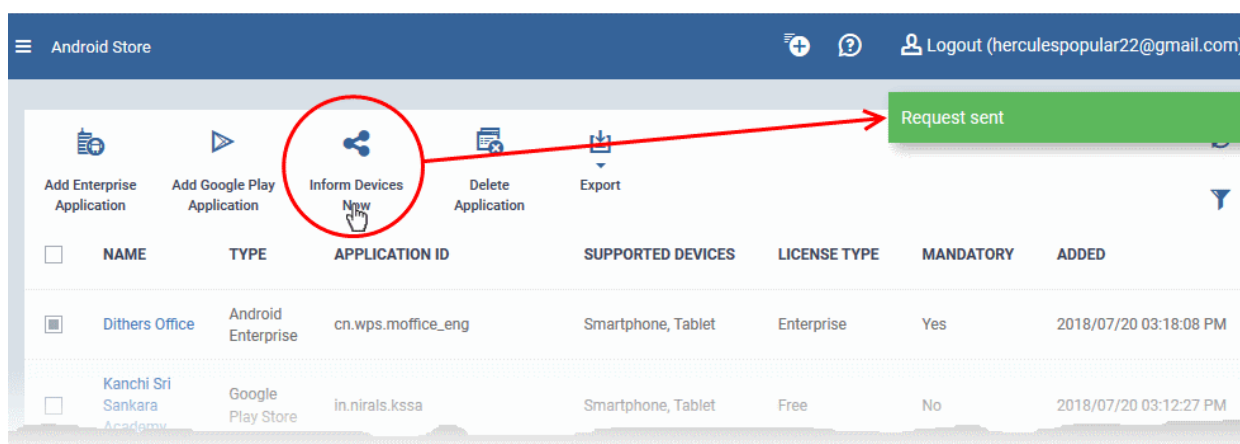 Android Store
Logout (herculespopular22@gmail.com)
Request sent
Add Enterprise
Application
Add Google Play
Application
Inform Devices
Now
Delete
Application
Export
NAME TYPE APPLICATION ID SUPPORTED DEVICES LICENSE TYPE MANDATORY ADDED
Dithers Office Android
Enterprise cn.wps.moffice_eng Smartphone, Tablet Enterprise Yes 2018/07/20 03:18:08 PM
Kanchi Sri
Sankara
Academy Google
Play Store in.nirals.kssa Smartphone, Tablet Free No 2018/07/20 03:12:27 PM